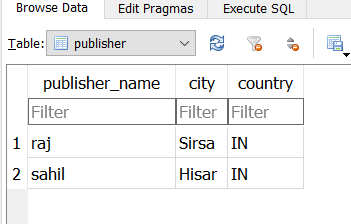 Browse Data Edit Pragmas Execute SQL
Table: publisher
publisher_name city country
Filter Filter Filter
1 raj Sirsa IN
2 sahil Hisar IN